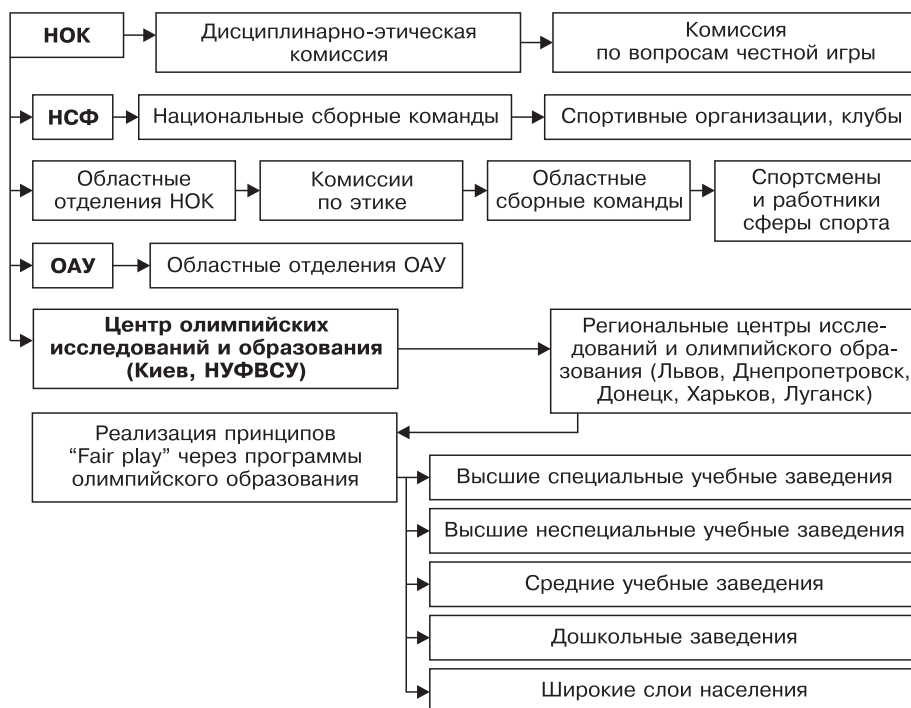 НОК
Дисциплинарно-этическая
комиссия
Комиссия
по вопросам честной игры
НСФ
Национальные сборные команды
Спортивные организации, клубы
Областные
отделения НОК
Комиссии
по этике
Областные
сборные команды
Спортсмены
и работники
сферы спорта
ОАУ
Областные отделения ОАУ
Центр олимпийских
исследований и образования
(Киев, НУФВСУ)
Региональные центры иссле-
дований и олимпийского обра-
зования (Львов, Днепропетровск,
Донецк, Харьков, Луганск)
Реализация принципов
“Fair play” через программы
олимпийского образования
Высшие специальные учебные заведения
Высшие неспециальные учебные заведения
Средние учебные заведения
Дошкольные заведения
Широкие слои населения